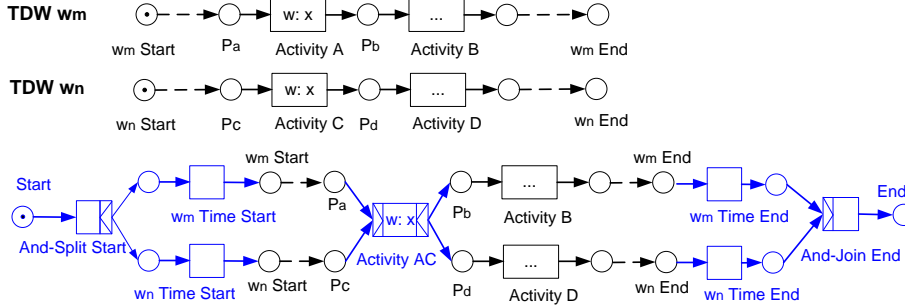 TDW wm
w: x
...
wm Start
Pa
Activity A
Pb
Activity B
wm End
TDW wn
w: x
...
wn Start
Pc
Activity C
Pd
Activity D
wn End
Start
And-Split Start
wm Time Start
wm Start
Pa
w: x
Activity AC
Pb
...
Activity B
wm End
wm Time End
End
And-Join End
wn Time Start
wn Start
Pc
Pd
...
Activity D
wn End
wn Time End